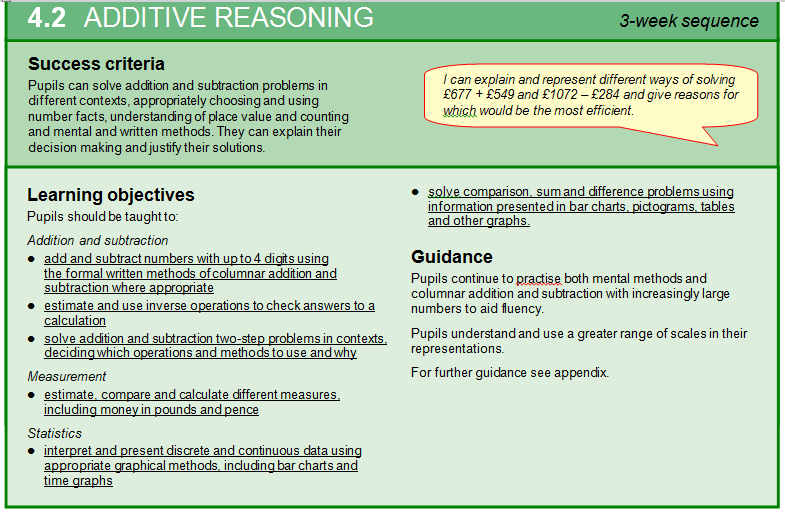 4.2 ADDITIVE REASONING
3-week sequence
Success criteria
Pupils can solve addition and subtraction problems in
different contexts, appropriately choosing and using
number facts, understanding of place value and counting
and mental and written methods. They can explain their
decision making and justify their solutions.
I can explain and represent different ways of solving
£677 + £549 and £1072 – £284 and give reasons for
which would be the most efficient.
Learning objectives
Pupils should be taught to:
Addition and subtraction
● add and subtract numbers with up to 4 digits using
the formal written methods of columnar addition and
subtraction where appropriate
● estimate and use inverse operations to check answers to a
calculation
● solve addition and subtraction two-step problems in contexts,
deciding which operations and methods to use and why
Measurement
● estimate, compare and calculate different measures,
including money in pounds and pence
Statistics
● interpret and present discrete and continuous data using
appropriate graphical methods, including bar charts and
time graphs
● solve comparison, sum and difference problems using
information presented in bar charts, pictograms, tables
and other graphs.
Guidance
Pupils continue to practise both mental methods and
columnar addition and subtraction with increasingly large
numbers to aid fluency.
Pupils understand and use a greater range of scales in their
representations.
For further guidance see appendix.